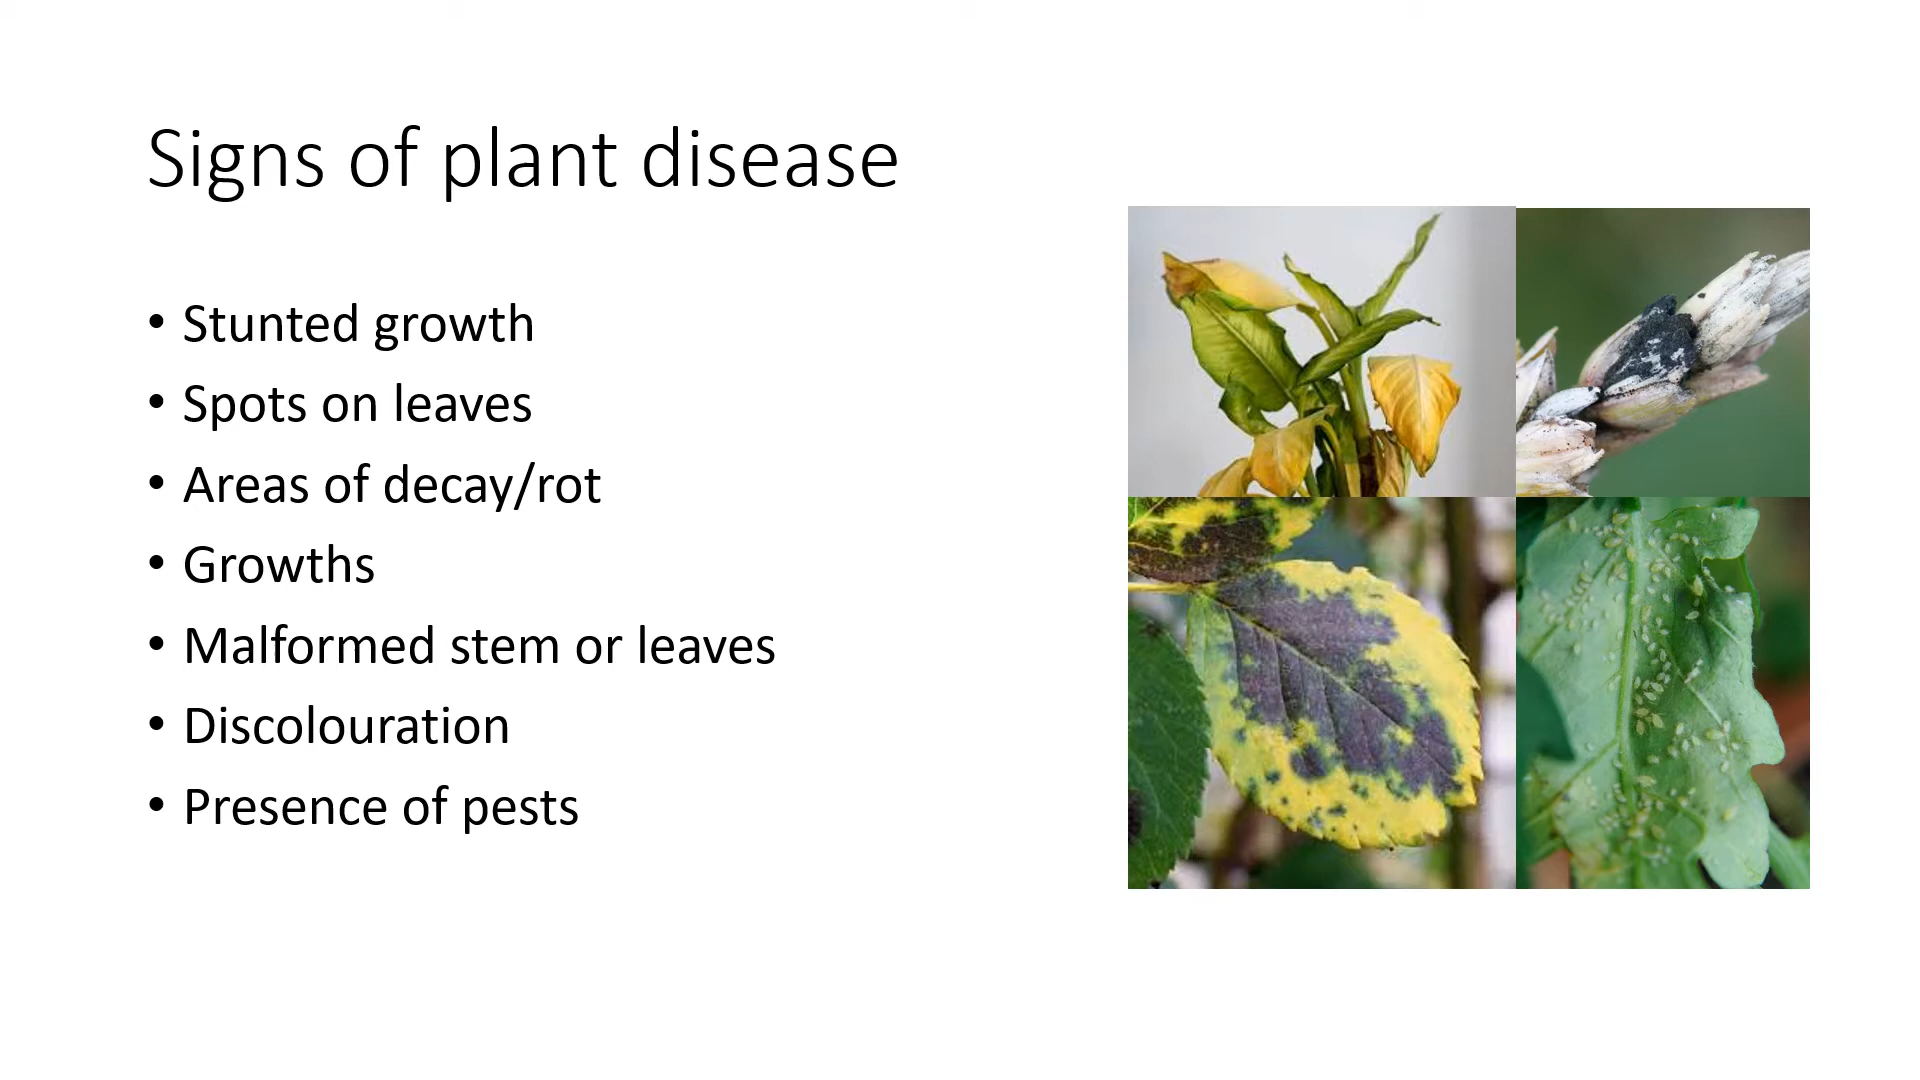 Signs of plant disease
• Stunted growth
• Spots on leaves
• Areas of decay/rot
• Growths
• Malformed stem or leaves
• Discolouration
• Presence of pests